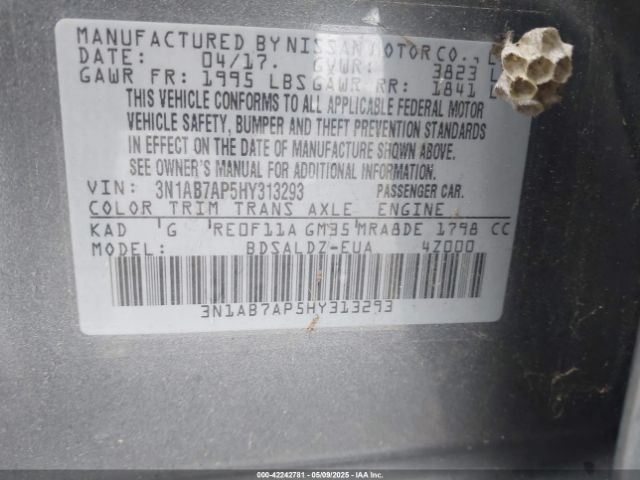 MANUFACTURED BY NISSAN MOTOR CO.,
DATE: 04/17. GVWR: 3823 L
GAWR FR: 1995 LBS GAWR RR: 1841 L
THIS VEHICLE CONFORMS TO ALL APPLICABLE FEDERAL MOTOR
VEHICLE SAFETY, BUMPER AND THEFT PREVENTION STANDARDS
IN EFFECT ON THE DATE OF MANUFACTURE SHOWN ABOVE.
SEE OWNER'S MANUAL FOR ADDITIONAL INFORMATION.
VIN: 3N1AB7AP5HY313293 PASSENGER CAR.
COLOR TRIM TRANS AXLE ENGINE
KAD G RE0F11A GM35 MRA8DE 1798 CC
MODEL: BDSALDZ-EUA 4Z000
3N1AB7AP5HY313293
000-42242781 - 05/09/2025 - IAAI.COM